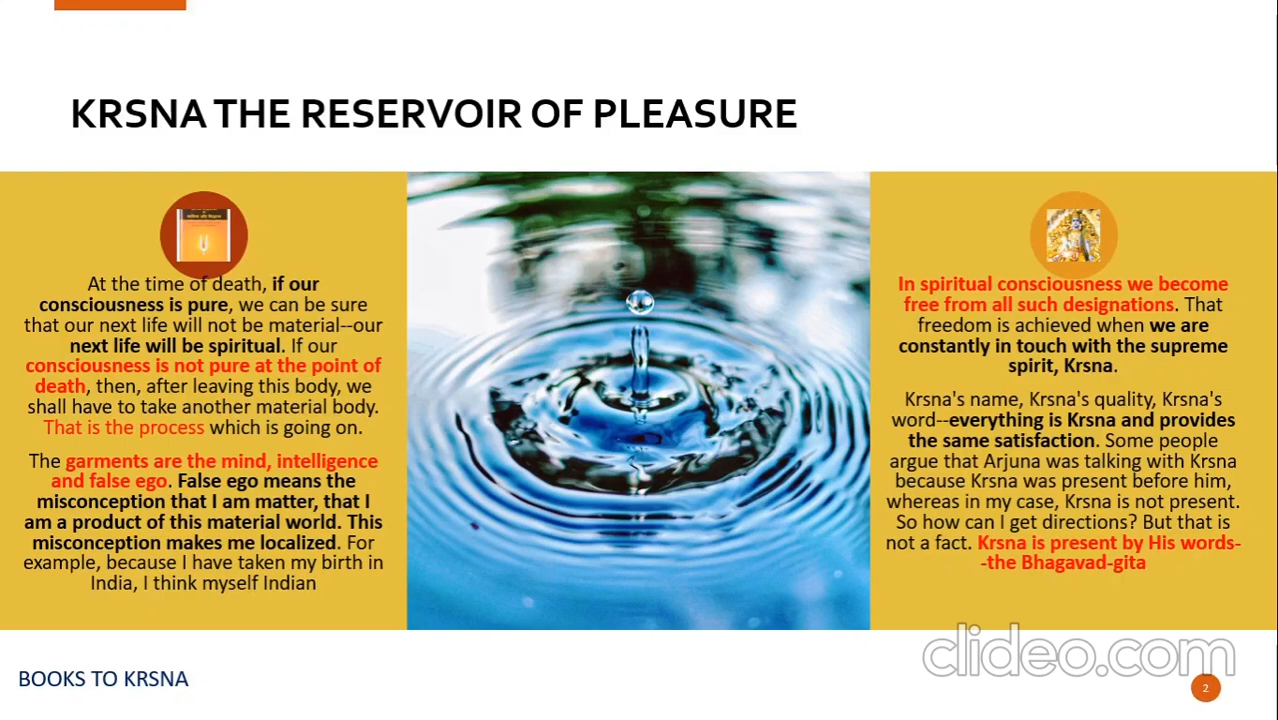 KRSNA THE RESERVOIR OF PLEASURE
At the time of death, if our
consciousness is pure, we can be sure
that our next life will not be material--our
next life will be spiritual. If our
consciousness is not pure at the point of
death, then, after leaving this body, we
shall have to take another material body.
That is the process which is going on.
The garments are the mind, intelligence
and false ego. False ego means the
misconception that I am matter, that I
am a product of this material world. This
misconception makes me localized. For
example, because I have taken my birth in
India, I think myself Indian
In spiritual consciousness we become
free from all such designations. That
freedom is achieved when we are
constantly in touch with the supreme
spirit, Krsna.
Krsna's name, Krsna's quality, Krsna's
word--everything is Krsna and provides
the same satisfaction. Some people
argue that Arjuna was talking with Krsna
because Krsna was present before him,
whereas in my case, Krsna is not present.
So how can I get directions? But that is
not a fact. Krsna is present by His words-
-the Bhagavad-gita
clideo.com
BOOKS TO KRSNA
2